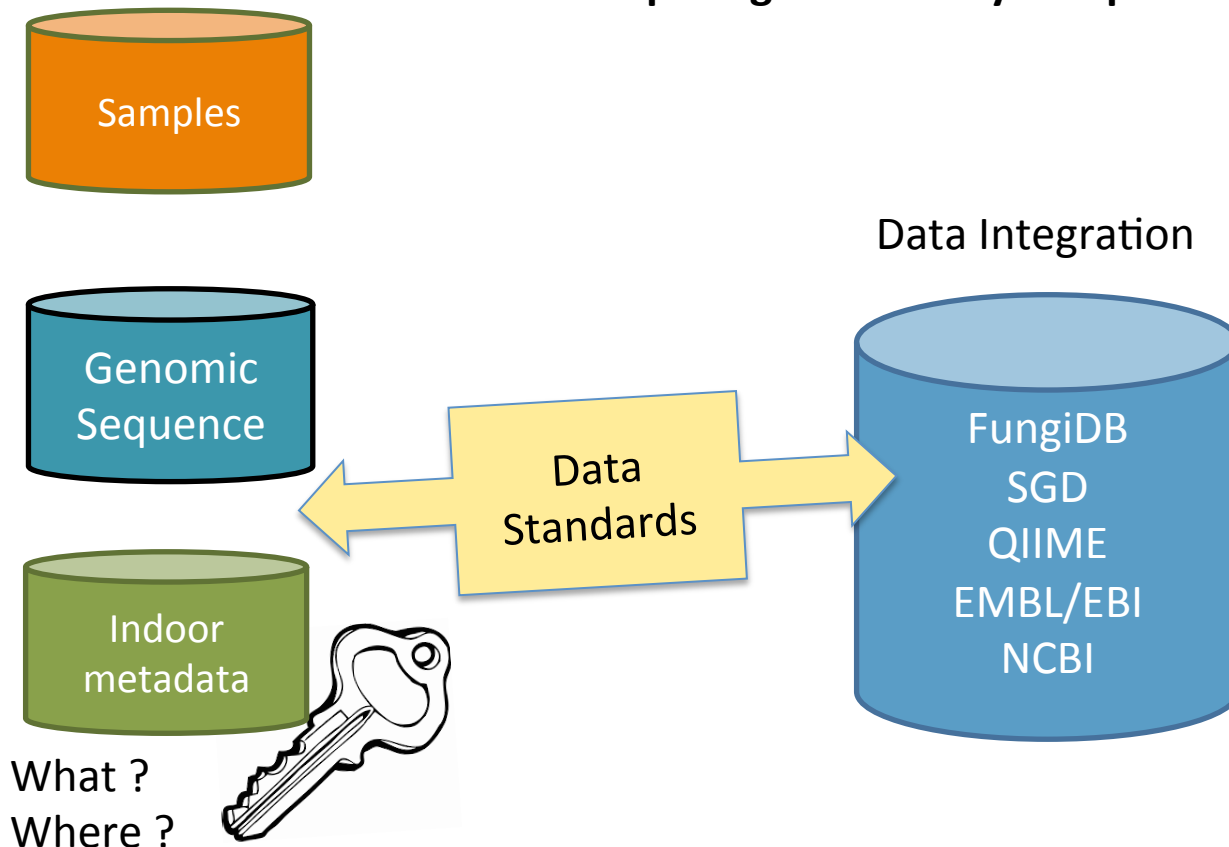 Samples
Data Integration
Genomic
Sequence
Data
Standards
FungiDB
SGD
QIIME
EMBL/EBI
NCBI
Indoor
metadata
What ?
Where ?